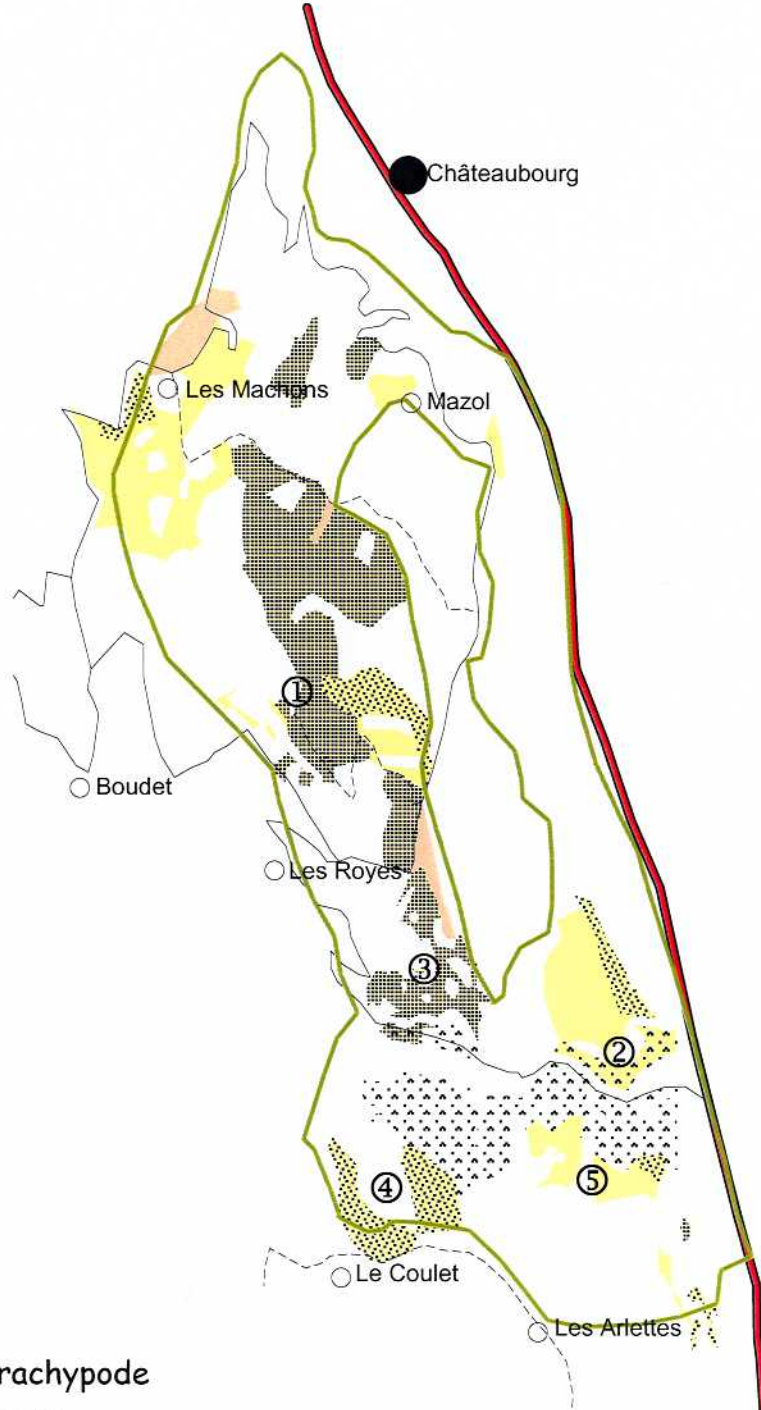 Châteaubourg
Les Machons
Mazol
①
Boudet
Les Royes
③
②
④
⑤
Le Coulet
Les Arlettes
rachypode